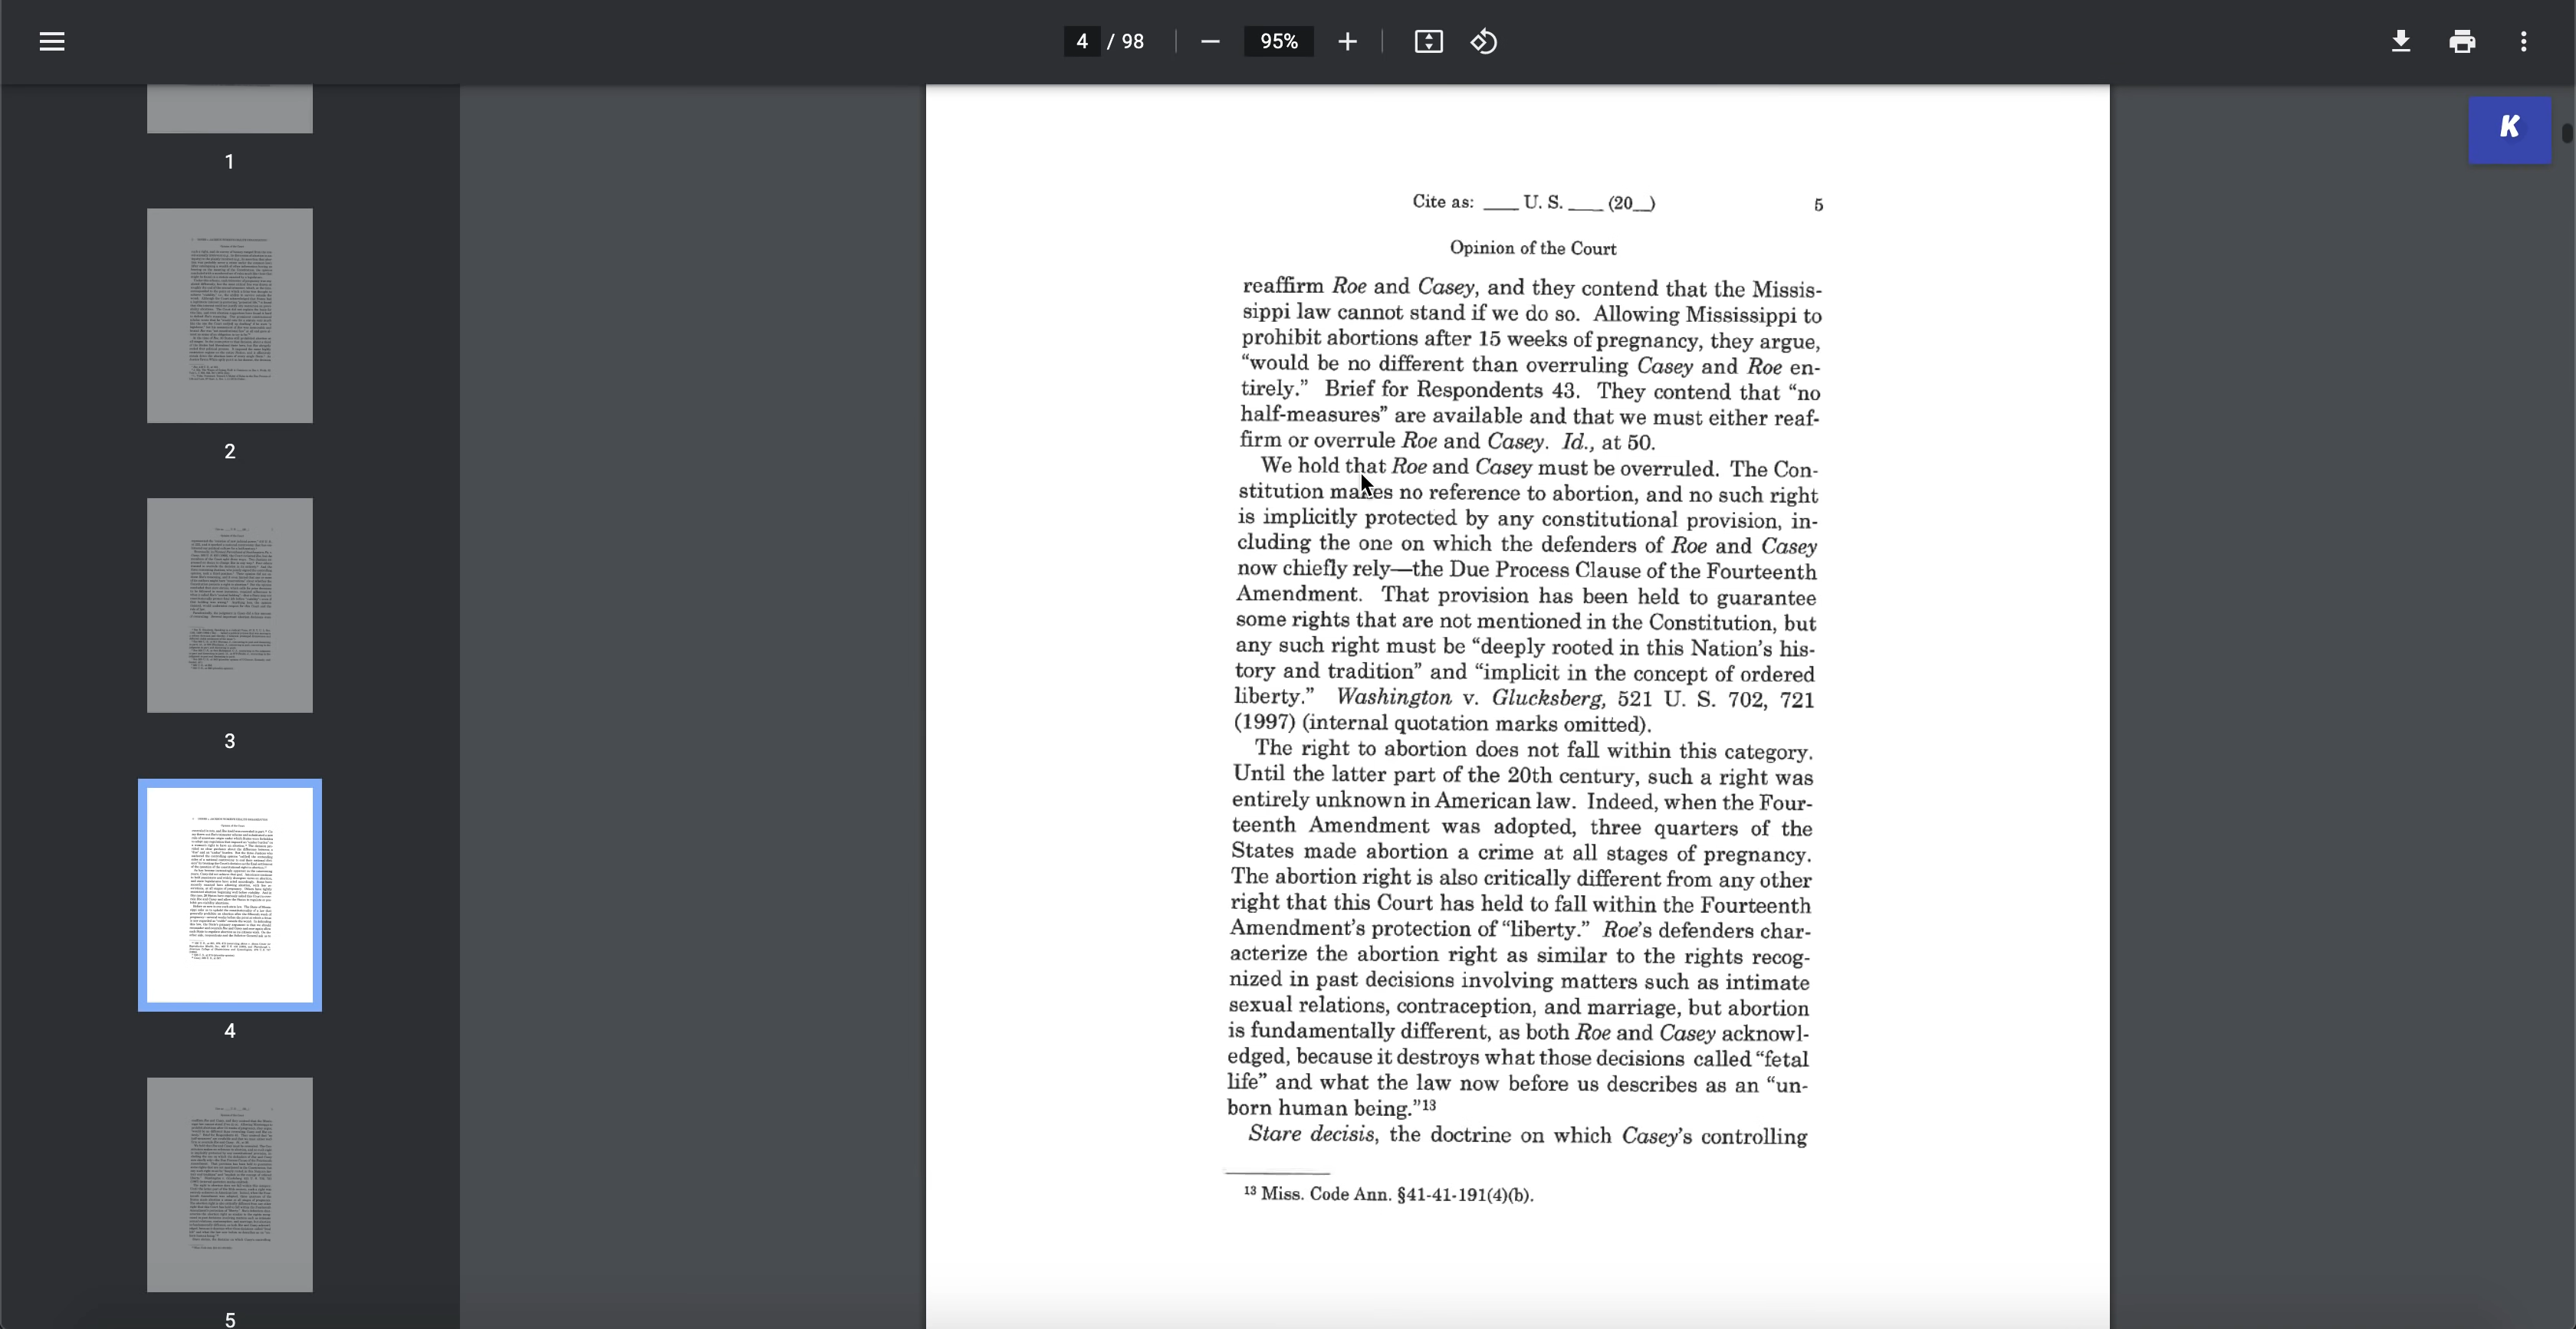 4 / 98
95%
K
1
2
3
4
5
Cite as: ___ U. S. ___ (20__)
5
Opinion of the Court
reaffirm Roe and Casey, and they contend that the Missis-
sippi law cannot stand if we do so. Allowing Mississippi to
prohibit abortions after 15 weeks of pregnancy, they argue,
“would be no different than overruling Casey and Roe en-
tirely.” Brief for Respondents 43. They contend that “no
half-measures” are available and that we must either reaf-
firm or overrule Roe and Casey. Id., at 50.
We hold that Roe and Casey must be overruled. The Con-
stitution makes no reference to abortion, and no such right
is implicitly protected by any constitutional provision, in-
cluding the one on which the defenders of Roe and Casey
now chiefly rely—the Due Process Clause of the Fourteenth
Amendment. That provision has been held to guarantee
some rights that are not mentioned in the Constitution, but
any such right must be “deeply rooted in this Nation’s his-
tory and tradition” and “implicit in the concept of ordered
liberty.” Washington v. Glucksberg, 521 U. S. 702, 721
(1997) (internal quotation marks omitted).
The right to abortion does not fall within this category.
Until the latter part of the 20th century, such a right was
entirely unknown in American law. Indeed, when the Four-
teenth Amendment was adopted, three quarters of the
States made abortion a crime at all stages of pregnancy.
The abortion right is also critically different from any other
right that this Court has held to fall within the Fourteenth
Amendment’s protection of “liberty.” Roe’s defenders char-
acterize the abortion right as similar to the rights recog-
nized in past decisions involving matters such as intimate
sexual relations, contraception, and marriage, but abortion
is fundamentally different, as both Roe and Casey acknowl-
edged, because it destroys what those decisions called “fetal
life” and what the law now before us describes as an “un-
born human being.”13
Stare decisis, the doctrine on which Casey’s controlling
13 Miss. Code Ann. §41-41-191(4)(b).